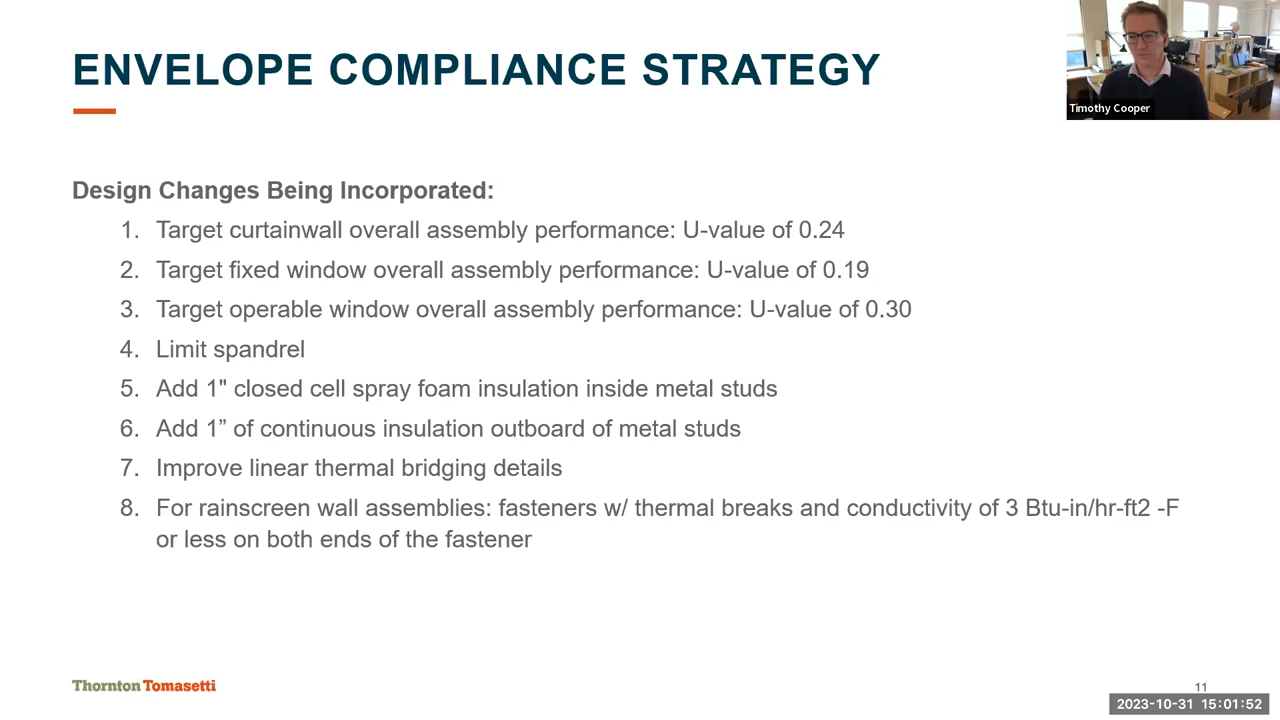 ENVELOPE COMPLIANCE STRATEGY
Timothy Cooper
Design Changes Being Incorporated:
1. Target curtainwall overall assembly performance: U-value of 0.24
2. Target fixed window overall assembly performance: U-value of 0.19
3. Target operable window overall assembly performance: U-value of 0.30
4. Limit spandrel
5. Add 1" closed cell spray foam insulation inside metal studs
6. Add 1” of continuous insulation outboard of metal studs
7. Improve linear thermal bridging details
8. For rainscreen wall assemblies: fasteners w/ thermal breaks and conductivity of 3 Btu-in/hr-ft2 -F
or less on both ends of the fastener
Thornton Tomasetti
11
2023-10-31 15:01:52